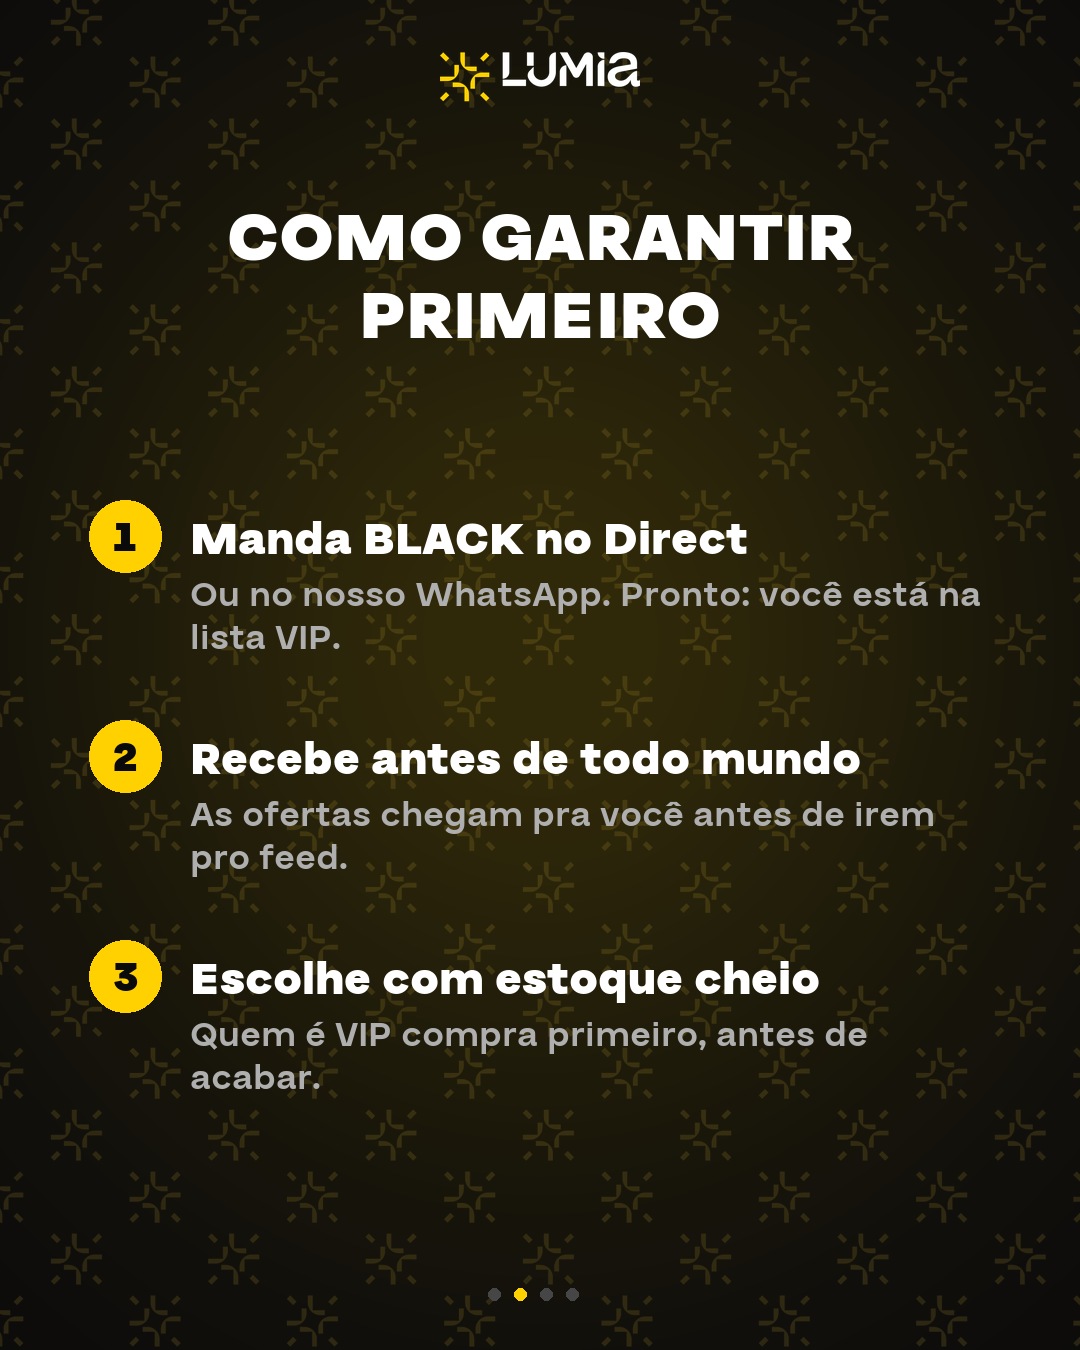 LUMIA
COMO GARANTIR
PRIMEIRO
1
Manda BLACK no Direct
Ou no nosso WhatsApp. Pronto: você está na
lista VIP.
2
Recebe antes de todo mundo
As ofertas chegam pra você antes de irem
pro feed.
3
Escolhe com estoque cheio
Quem é VIP compra primeiro, antes de
acabar.